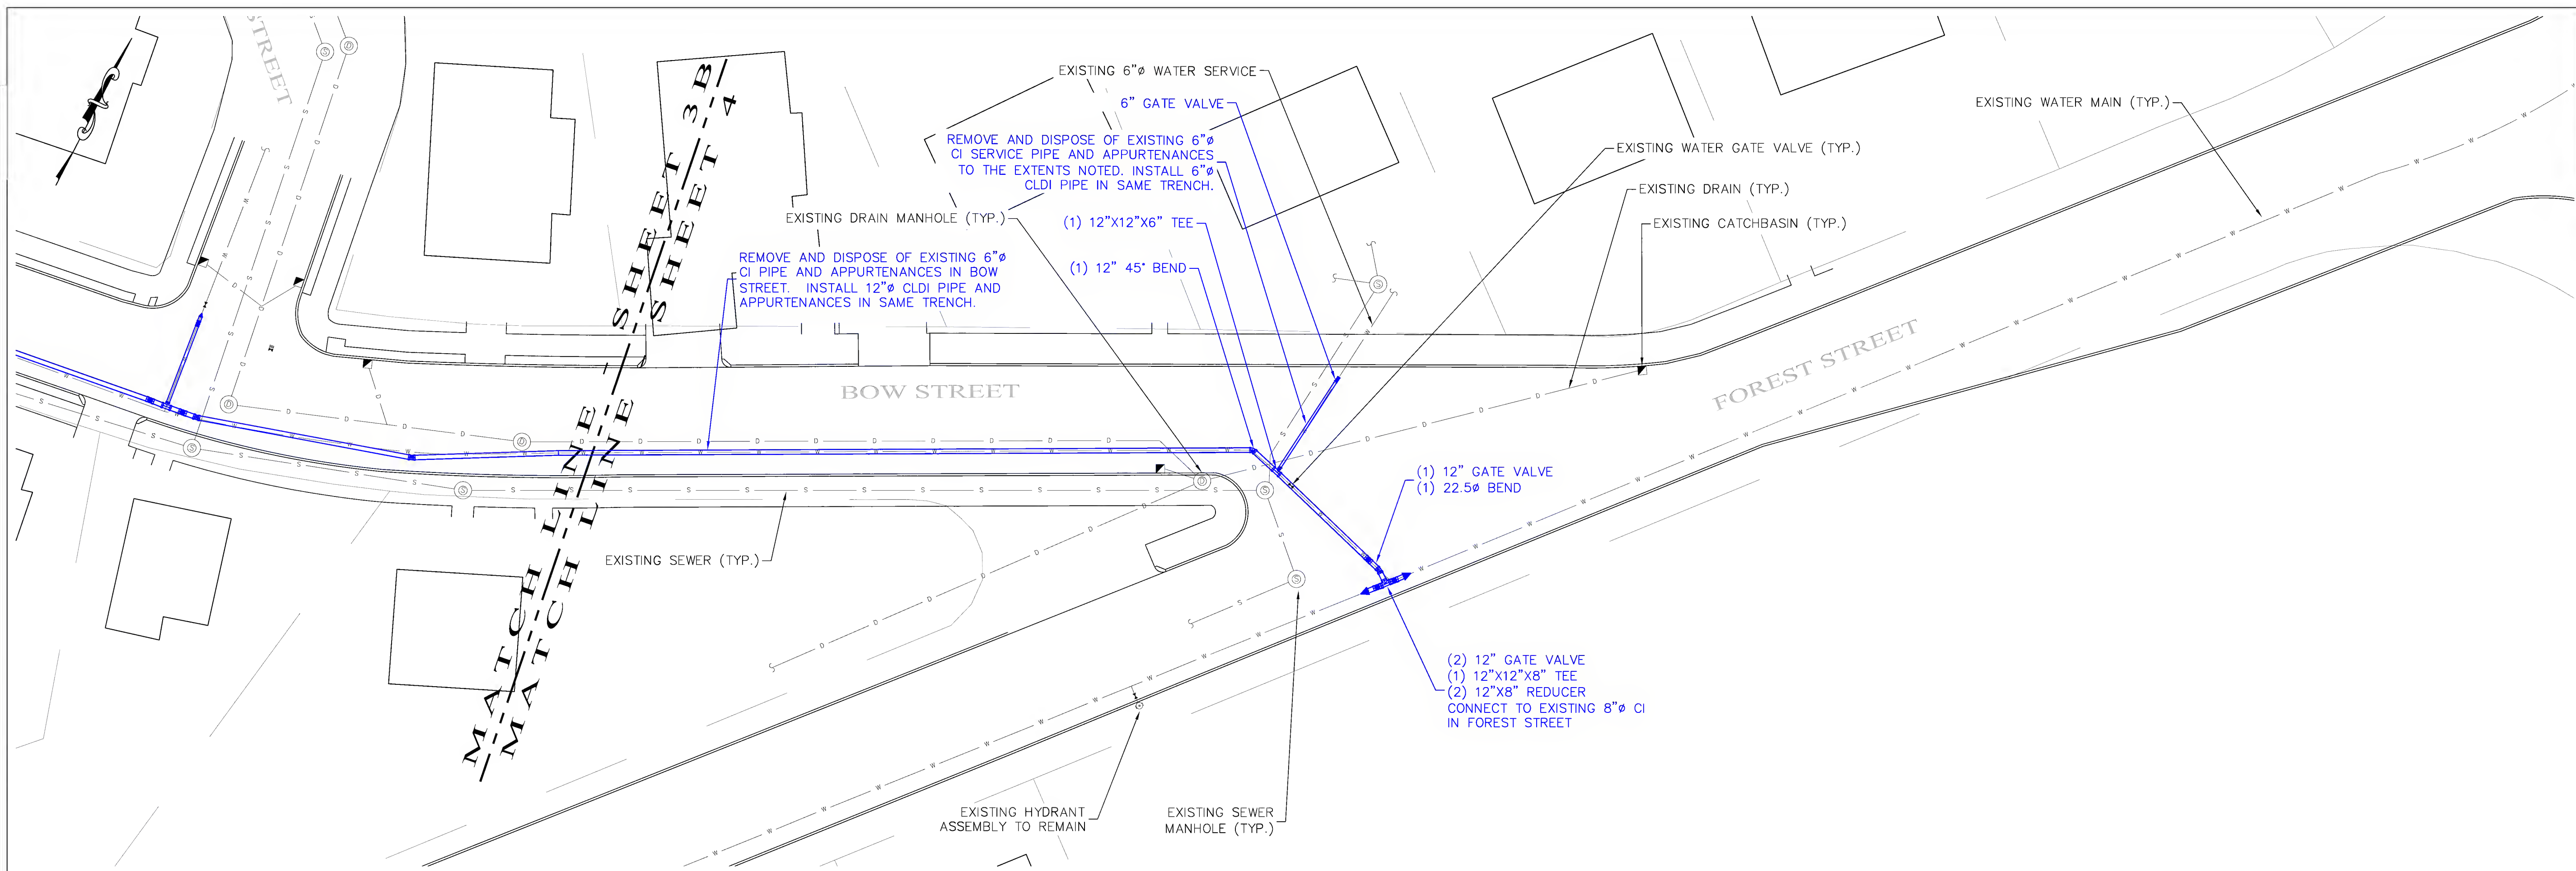 STREET
EXISTING 6"ø WATER SERVICE
6" GATE VALVE
REMOVE AND DISPOSE OF EXISTING 6"ø
CI SERVICE PIPE AND APPURTENANCES
TO THE EXTENTS NOTED. INSTALL 6"ø
CLDI PIPE IN SAME TRENCH.
EXISTING WATER MAIN (TYP.)
EXISTING WATER GATE VALVE (TYP.)
EXISTING DRAIN (TYP.)
EXISTING DRAIN MANHOLE (TYP.)
(1) 12"X12"X6" TEE
EXISTING CATCHBASIN (TYP.)
REMOVE AND DISPOSE OF EXISTING 6"ø
CI PIPE AND APPURTENANCES IN BOW
STREET. INSTALL 12"ø CLDI PIPE AND
APPURTENANCES IN SAME TRENCH.
(1) 12" 45° BEND
MATCH LINE SHEET 3B
MATCH LINE SHEET 4
BOW STREET
FOREST STREET
(1) 12" GATE VALVE
(1) 22.5ø BEND
EXISTING SEWER (TYP.)
(2) 12" GATE VALVE
(1) 12"X12"X8" TEE
(2) 12"X8" REDUCER
CONNECT TO EXISTING 8"ø CI
IN FOREST STREET
EXISTING HYDRANT
ASSEMBLY TO REMAIN
EXISTING SEWER
MANHOLE (TYP.)